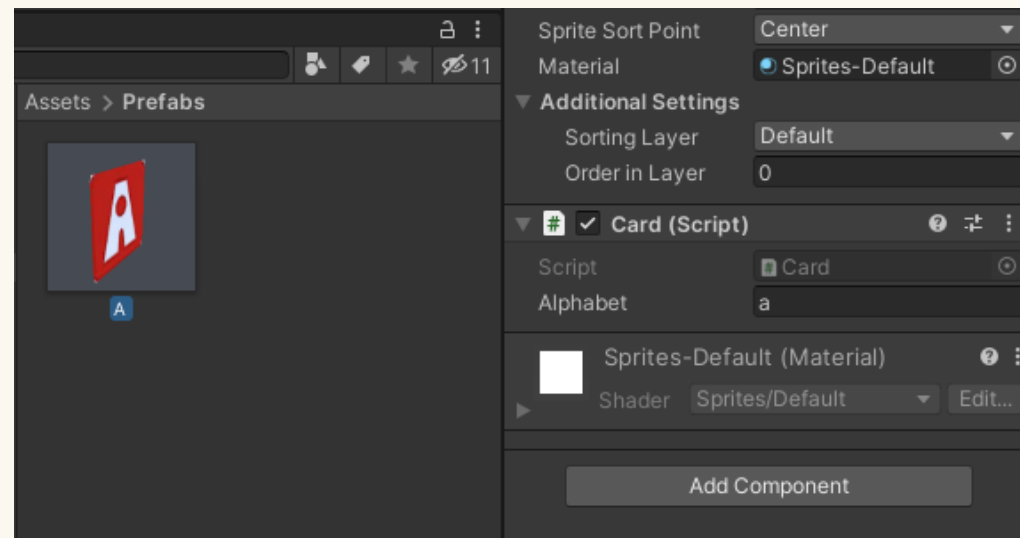 11
Assets > Prefabs
A
A
Sprite Sort Point Center
Material Sprites-Default
Additional Settings
Sorting Layer Default
Order in Layer 0
# Card (Script)
Script # Card
Alphabet a
Sprites-Default (Material)
Shader Sprites/Default Edit...
Add Component